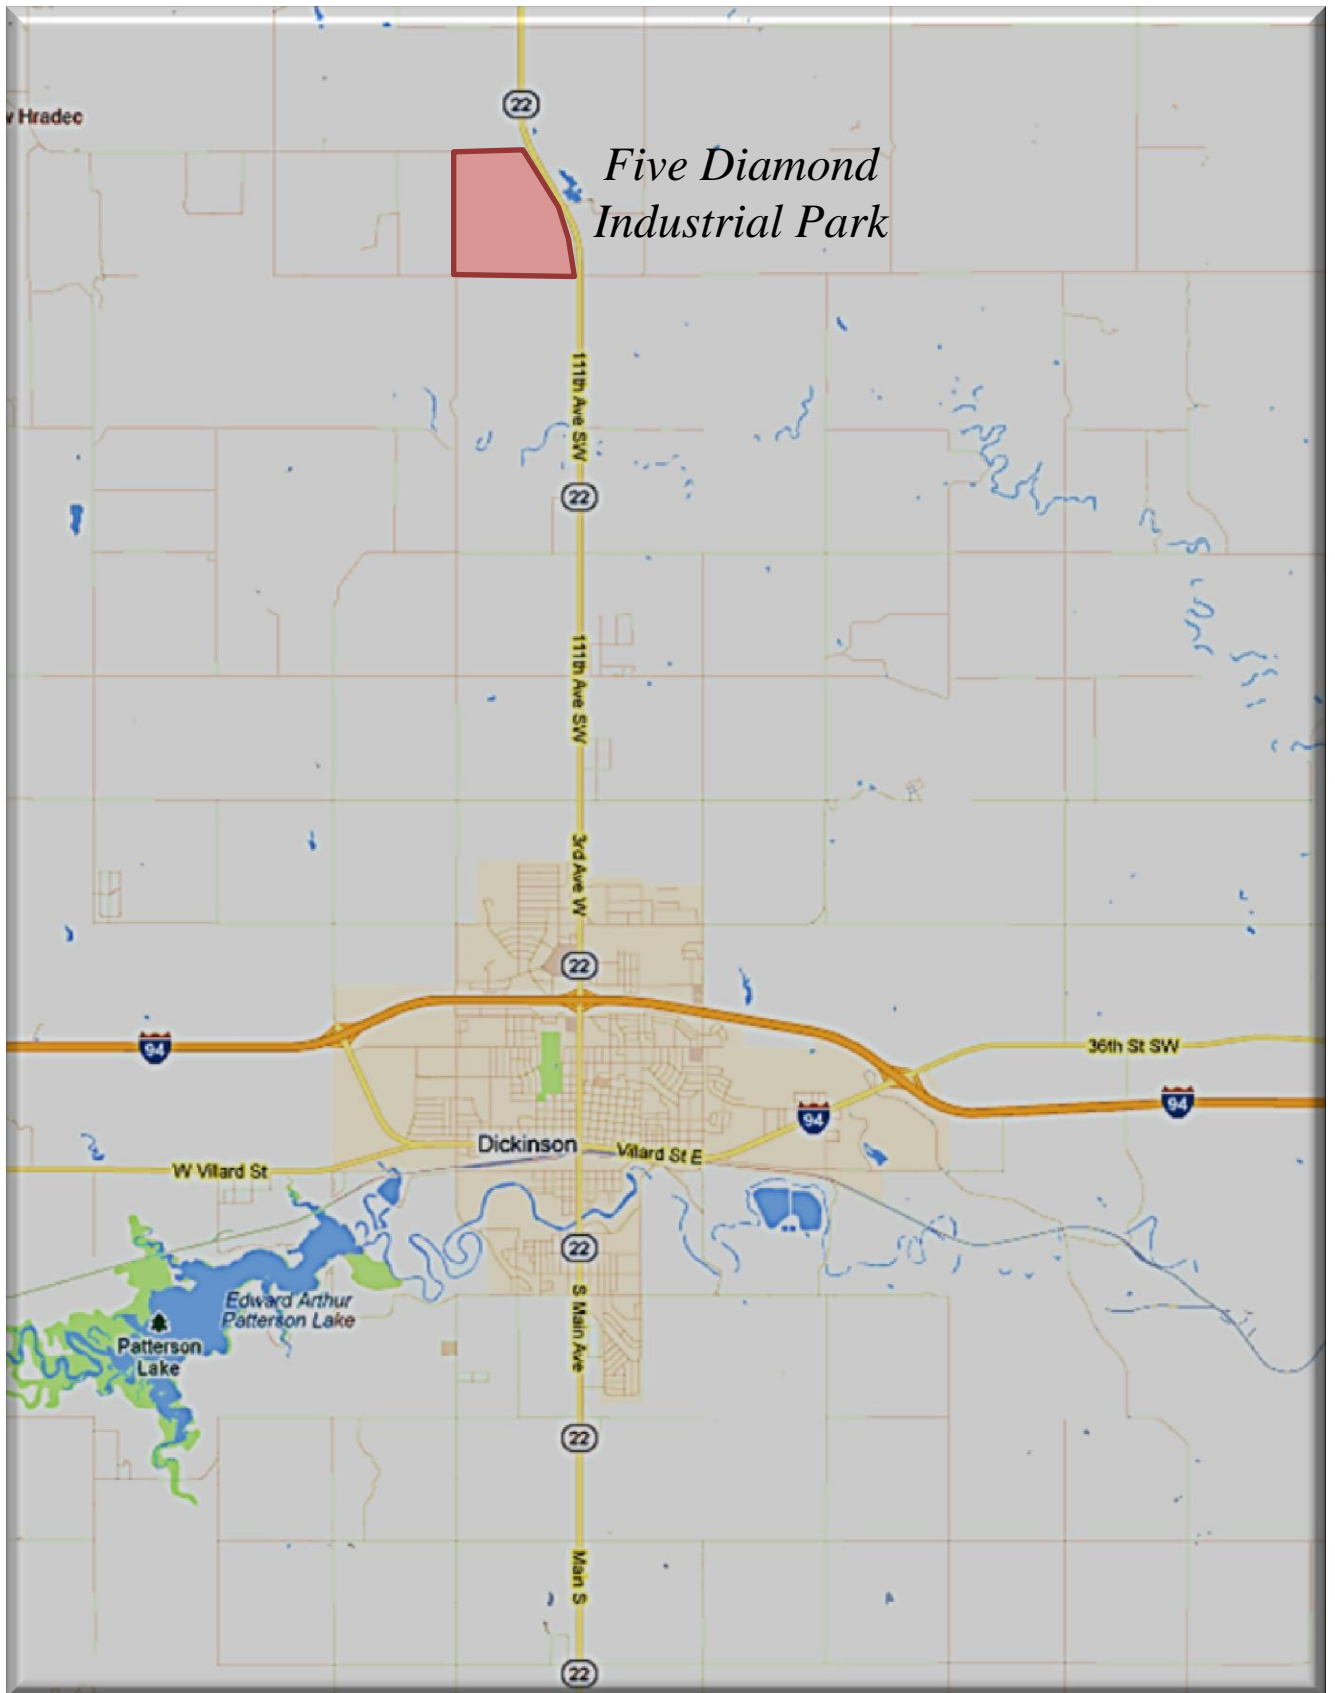 22
v Hradec
Five Diamond
Industrial Park
111th Ave SW
22
111th Ave SW
3rd Ave W
22
94
36th St SW
94
94
Dickinson
Villard St E
W Villard St
22
Edward Arthur
Patterson Lake
S Main Ave
Patterson
Lake
22
Main S
22